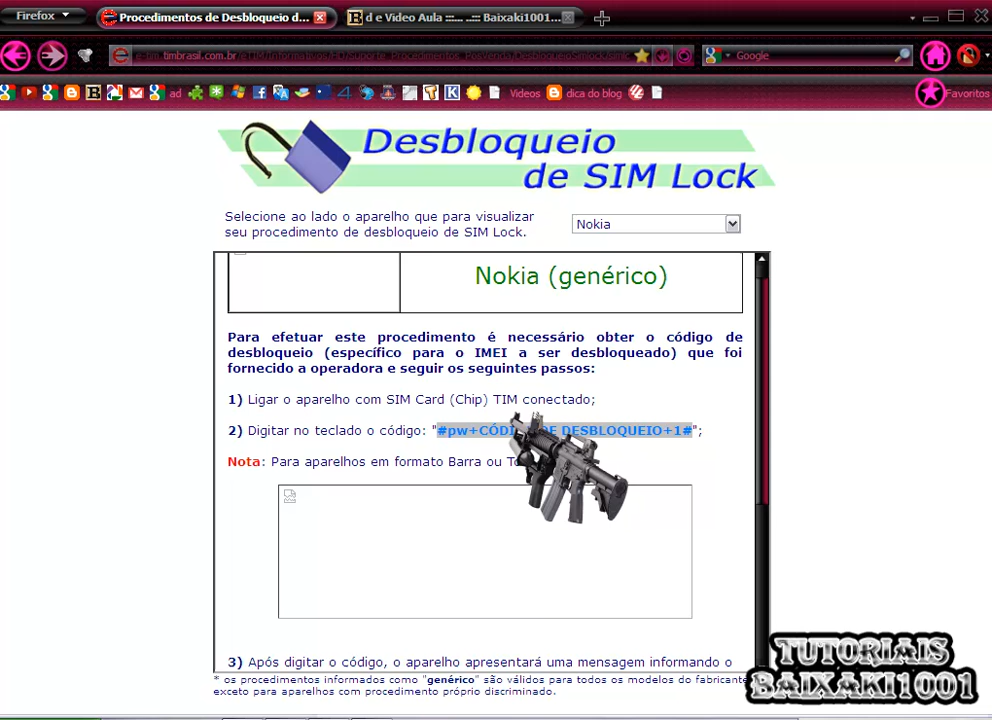 Firefox
Procedimentos de Desbloqueio d...
d e Video Aula ::... ..::: Baixaki1001...
Google
ad
Videos
dica do blog
Favoritos
Desbloqueio
de SIM Lock
Selecione ao lado o aparelho que para visualizar
seu procedimento de desbloqueio de SIM Lock.
Nokia
Nokia (genérico)
Para efetuar este procedimento é necessário obter o código de
desbloqueio (específico para o IMEI a ser desbloqueado) que foi
fornecido a operadora e seguir os seguintes passos:
1) Ligar o aparelho com SIM Card (Chip) TIM conectado;
2) Digitar no teclado o código: "#pw+CÓDI DE DESBLOQUEIO+1#";
Nota: Para aparelhos em formato Barra ou
3) Após digitar o código, o aparelho apresentará uma mensagem informando o
* os procedimentos informados como "genérico" são válidos para todos os modelos do fabricante
exceto para aparelhos com procedimento próprio discriminado.
TUTORIAIS
BAIXAKI1001